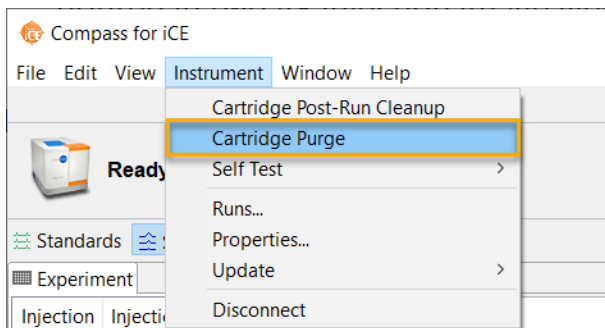 iCE Compass for iCE
File Edit View Instrument Window Help
Cartridge Post-Run Cleanup
Cartridge Purge
Ready
Self Test
Runs...
Standards
Properties...
Update
Experiment
Disconnect
Injection